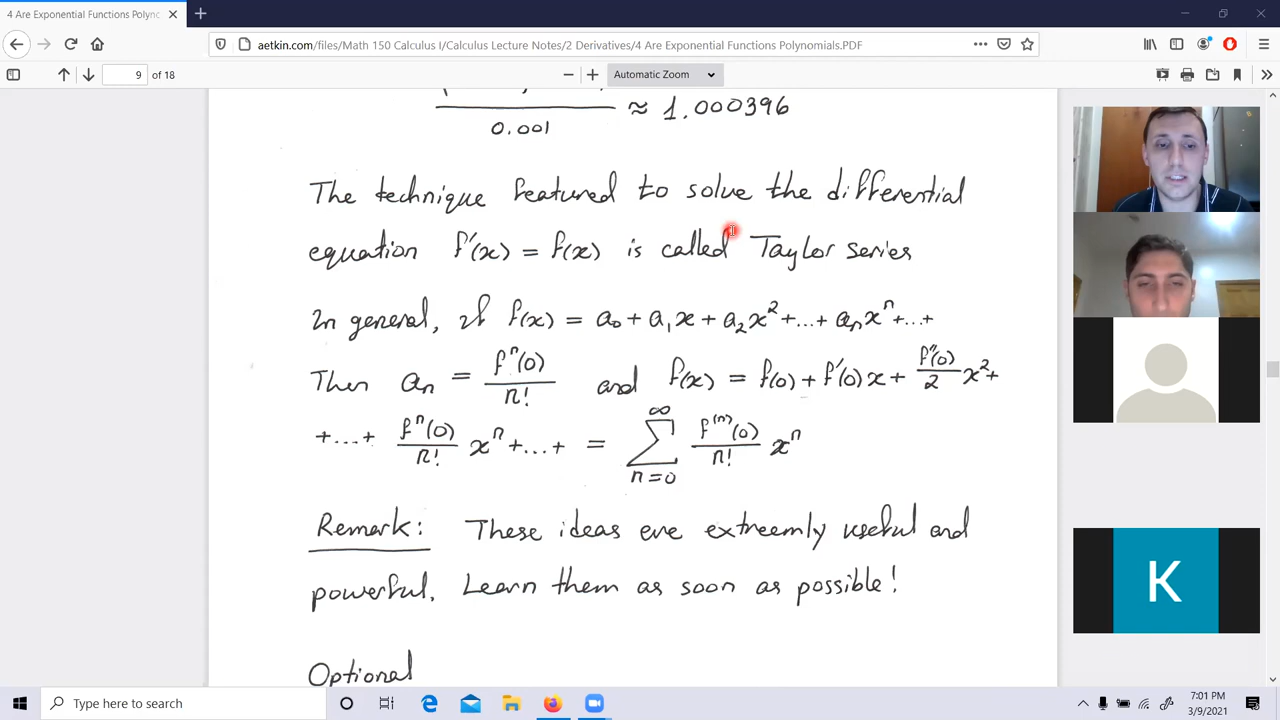 4 Are Exponential Functions Polync
aetkin.com/files/Math 150 Calculus I/Calculus Lecture Notes/2 Derivatives/4 Are Exponential Functions Polynomials.PDF
9 of 18
Automatic Zoom
0.001 ≈ 1.000396
The technique featured to solve the differential
equation f'(x) = f(x) is called Taylor series
In general, if f(x) = a₀ + a₁x + a₂x² + ... + aₙxⁿ + ... +
Then aₙ = fⁿ(0)/n! and f(x) = f(0) + f'(0)x + f''(0)/2 x² +
+ ... + fⁿ(0)/n! xⁿ + ... + = ∑ n=0 ∞ f⁽ⁿ⁾(0)/n! xⁿ
Remark: These ideas ere extreemly useful and
powerful. Learn them as soon as possible!
Optional
K
Type here to search
7:01 PM
3/9/2021